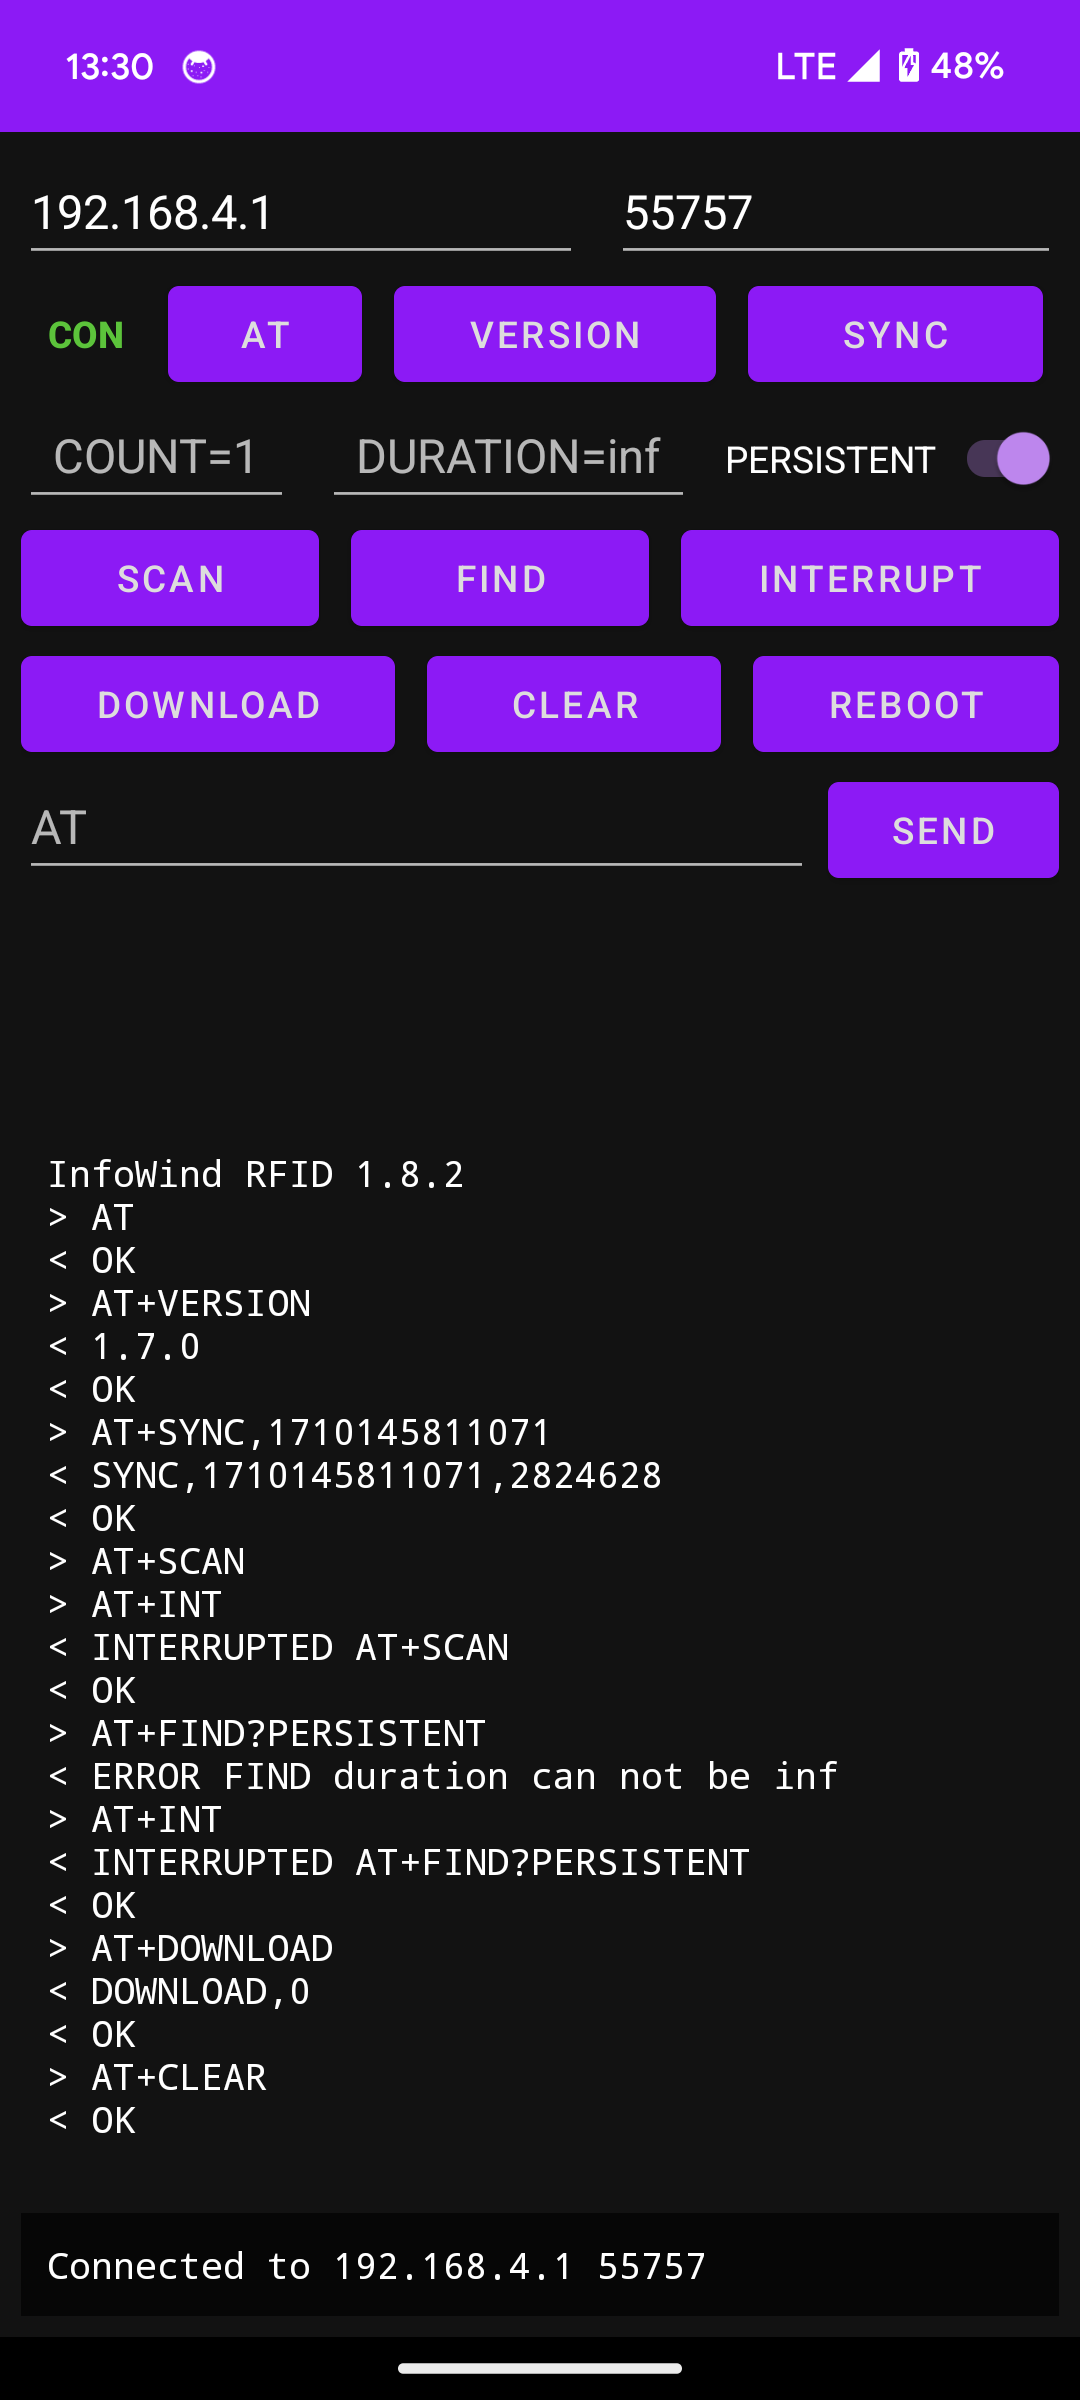 13:30 LTE 48%
192.168.4.1 55757
CON AT VERSION SYNC
COUNT=1 DURATION=inf PERSISTENT
SCAN FIND INTERRUPT
DOWNLOAD CLEAR REBOOT
AT SEND
InfoWind RFID 1.8.2
> AT
< OK
> AT+VERSION
< 1.7.0
< OK
> AT+SYNC,1710145811071
< SYNC,1710145811071,2824628
< OK
> AT+SCAN
> AT+INT
< INTERRUPTED AT+SCAN
< OK
> AT+FIND?PERSISTENT
< ERROR FIND duration can not be inf
> AT+INT
< INTERRUPTED AT+FIND?PERSISTENT
< OK
> AT+DOWNLOAD
< DOWNLOAD,0
< OK
> AT+CLEAR
< OK
Connected to 192.168.4.1 55757